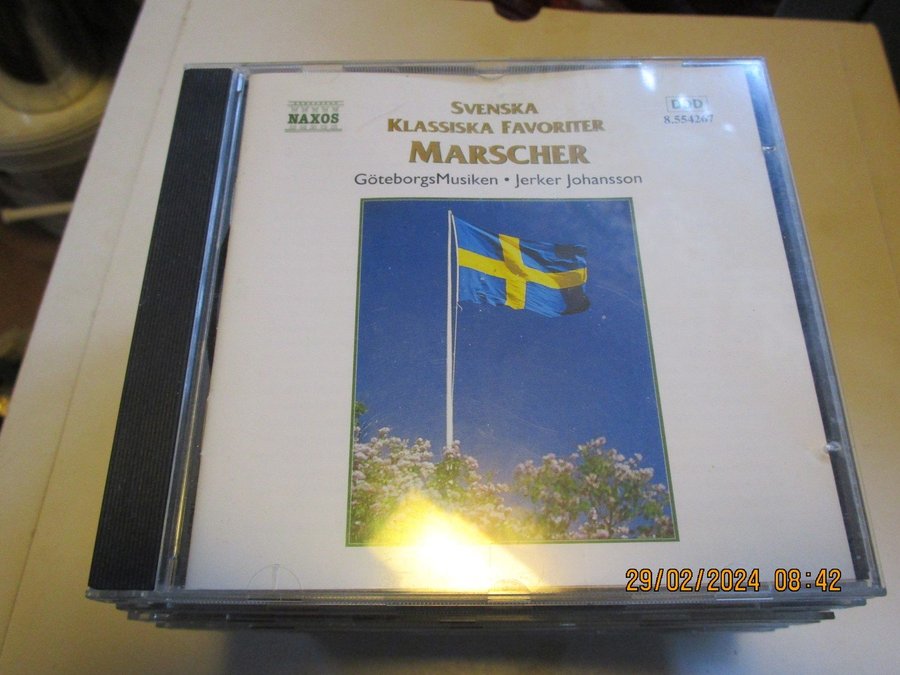 NAXOS
SVENSKA
KLASSISKA FAVORITER
MARSCHER
GöteborgsMusiken • Jerker Johansson
DDD
8.554267
29/02/2024 08:42